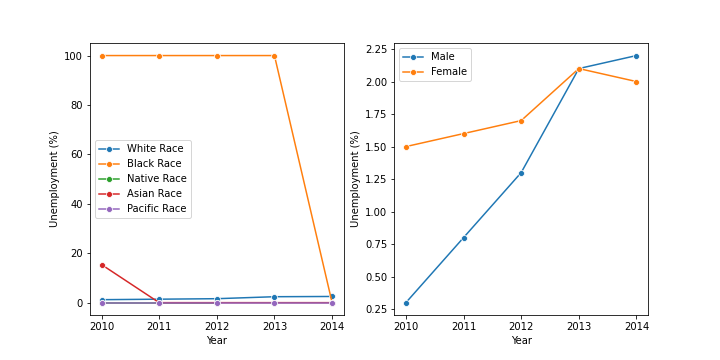 100
80
60
40
20
0
Unemployment (%)
White Race
Black Race
Native Race
Asian Race
Pacific Race
2010 2011 2012 2013 2014
Year
2.25
2.00
1.75
1.50
1.25
1.00
0.75
0.50
0.25
Unemployment (%)
Male
Female
2010 2011 2012 2013 2014
Year